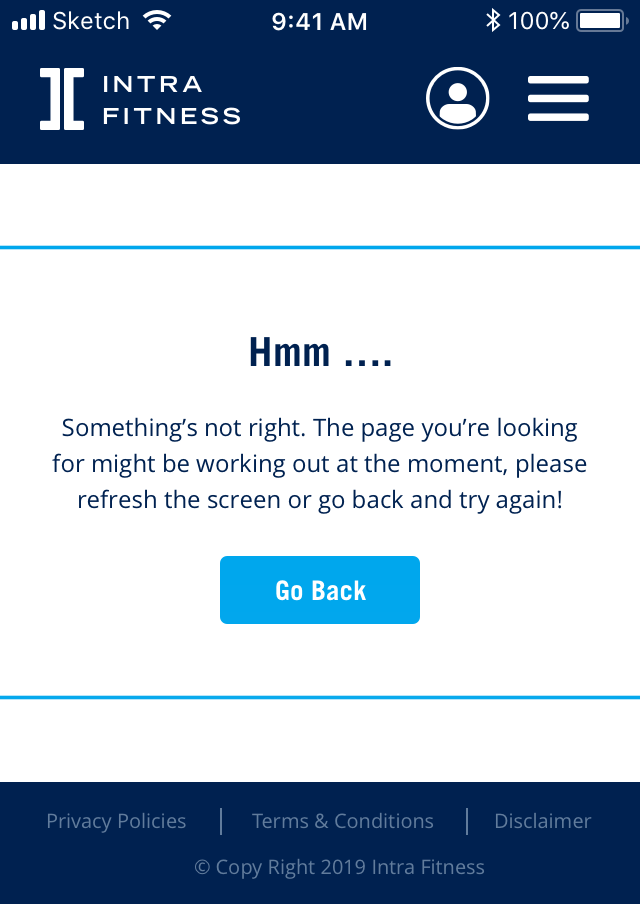 Sketch 9:41 AM 100%
INTRA
FITNESS
Hmm ....
Something’s not right. The page you’re looking
for might be working out at the moment, please
refresh the screen or go back and try again!
Go Back
Privacy Policies | Terms & Conditions | Disclaimer
© Copy Right 2019 Intra Fitness